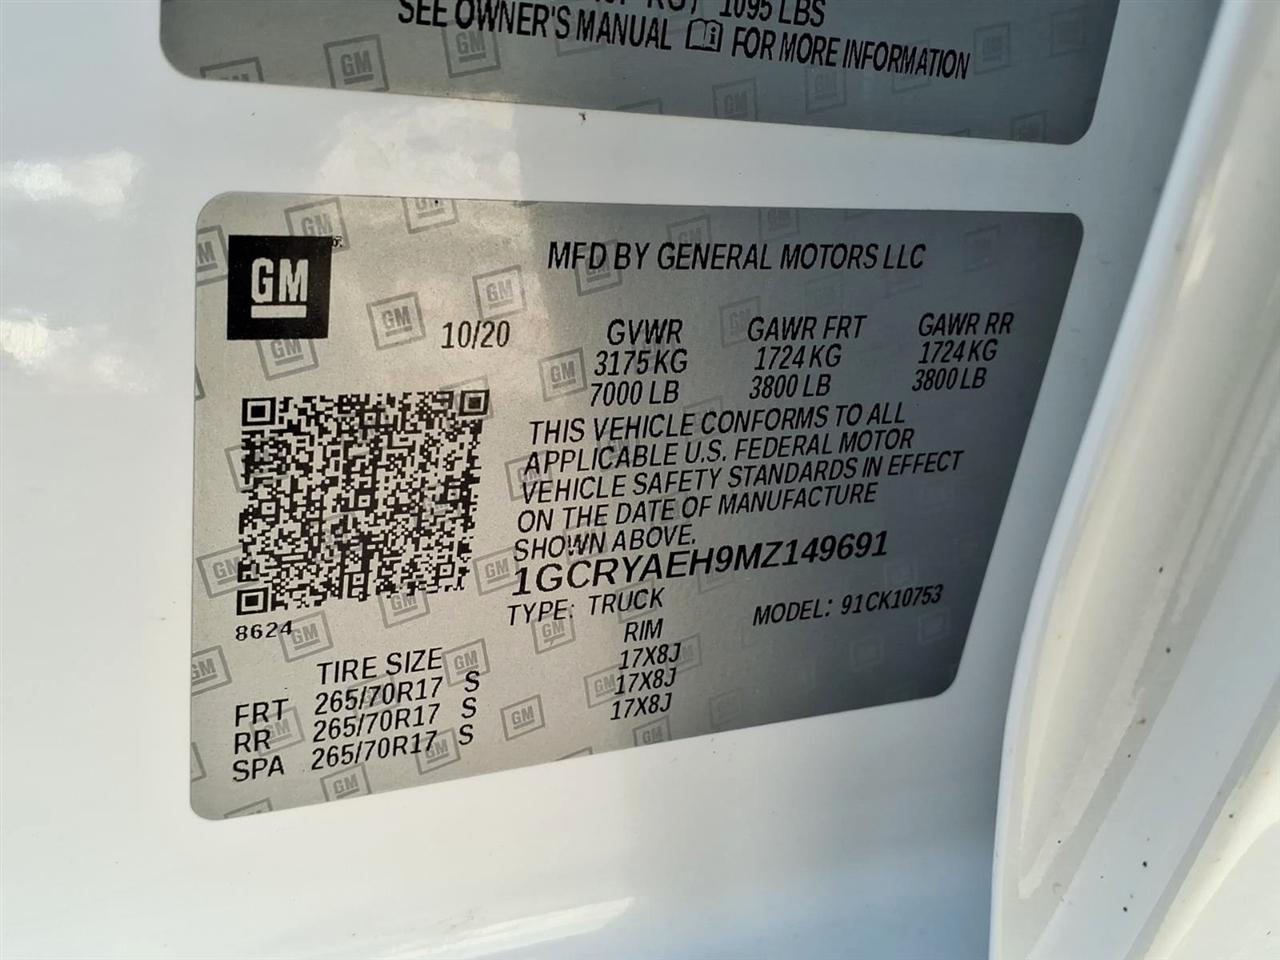 1095 LBS
SEE OWNER'S MANUAL FOR MORE INFORMATION
GM
MFD BY GENERAL MOTORS LLC
10/20
GVWR GAWR FRT GAWR RR
3175 KG 1724 KG 1724 KG
7000 LB 3800 LB 3800 LB
THIS VEHICLE CONFORMS TO ALL
APPLICABLE U.S. FEDERAL MOTOR
VEHICLE SAFETY STANDARDS IN EFFECT
ON THE DATE OF MANUFACTURE
SHOWN ABOVE.
1GCRYAEH9MZ149691
TYPE: TRUCK MODEL: 91CK10753
8624
TIRE SIZE RIM
FRT 265/70R17 S 17X8J
RR 265/70R17 S 17X8J
SPA 265/70R17 S 17X8J